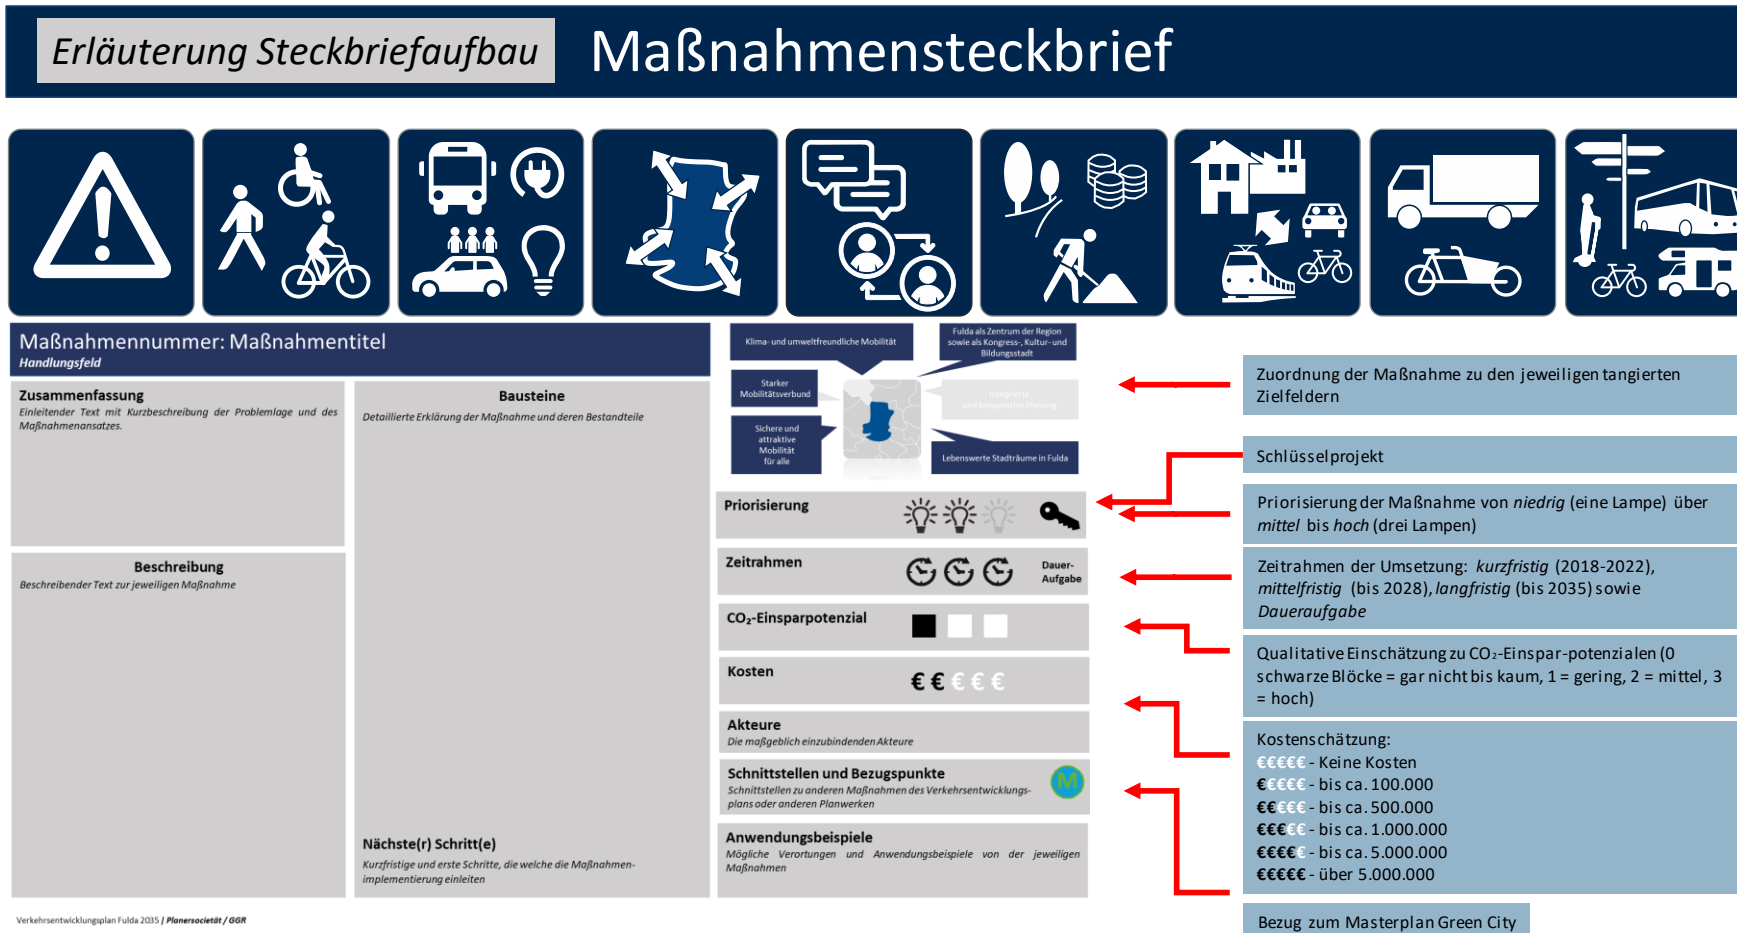 Erläuterung Steckbriefaufbau
Maßnahmensteckbrief
Maßnahmennummer: Maßnahmentitel
Handlungsfeld
Zusammenfassung
Einleitender Text mit Kurzbeschreibung der Problemlage und des
Maßnahmenansatzes.
Beschreibung
Beschreibender Text zur jeweiligen Maßnahme
Bausteine
Detaillierte Erklärung der Maßnahme und deren Bestandteile
Nächste(r) Schritt(e)
Kurzfristige und erste Schritte, die welche die Maßnahmen-
implementierung einleiten
Klima- und umweltfreundliche Mobilität
Fulda als Zentrum der Region
sowie als Kongress-, Kultur- und
Bildungsstadt
Starker
Mobilitätsverbund
Integrierte
und kooperative Planung
Sichere und
attraktive
Mobilität
für alle
Lebenswerte Stadträume in Fulda
Priorisierung
Zeitrahmen
Dauer-
Aufgabe
CO₂-Einsparpotenzial
Kosten
€ € € € €
Akteure
Die maßgeblich einzubindenden Akteure
Schnittstellen und Bezugspunkte
Schnittstellen zu anderen Maßnahmen des Verkehrsentwicklungs-
plans oder anderen Planwerken
M
Anwendungsbeispiele
Mögliche Verortungen und Anwendungsbeispiele von der jeweiligen
Maßnahmen
Zuordnung der Maßnahme zu den jeweiligen tangierten
Zielfeldern
Schlüsselprojekt
Priorisierung der Maßnahme von niedrig (eine Lampe) über
mittel bis hoch (drei Lampen)
Zeitrahmen der Umsetzung: kurzfristig (2018-2022),
mittelfristig (bis 2028), langfristig (bis 2035) sowie
Daueraufgabe
Qualitative Einschätzung zu CO₂-Einspar-potenzialen (0
schwarze Blöcke = gar nicht bis kaum, 1 = gering, 2 = mittel, 3
= hoch)
Kostenschätzung:
€€€€€ - Keine Kosten
€€€€€ - bis ca. 100.000
€€€€€ - bis ca. 500.000
€€€€€ - bis ca. 1.000.000
€€€€€ - bis ca. 5.000.000
€€€€€ - über 5.000.000
Bezug zum Masterplan Green City
Verkehrsentwicklungsplan Fulda 2035 | Planersocietät / GGR